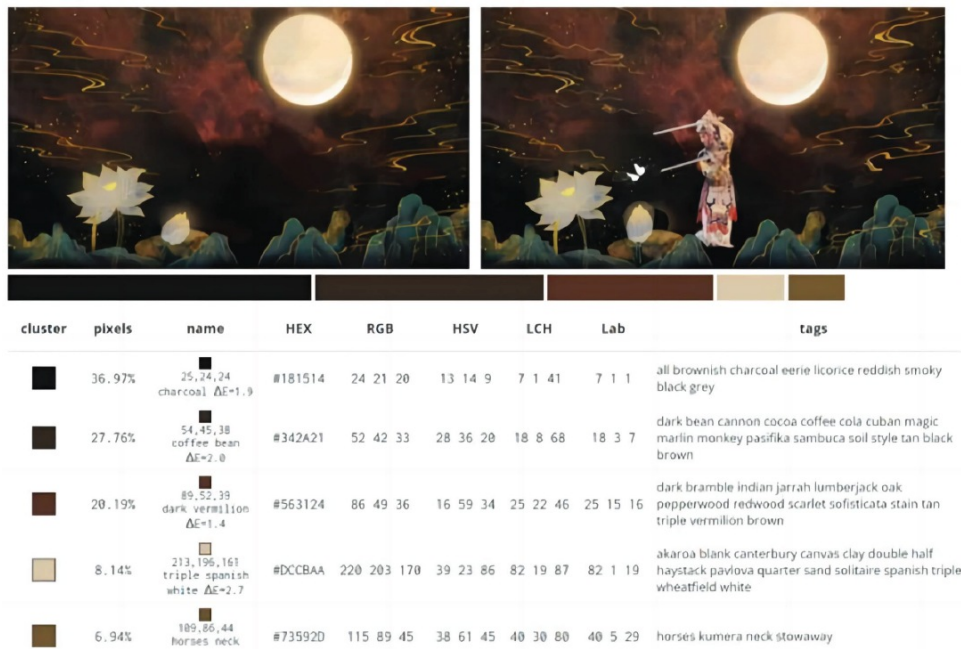 cluster pixels name HEX RGB HSV LCH Lab tags
36.97% 25,24,24 charcoal ΔE=1.9 #181514 24 21 20 13 14 9 7 1 41 7 1 1 all brownish charcoal eerie licorice reddish smoky
black grey
27.76% 54,45,38 coffee bean ΔE=2.0 #342A21 52 42 33 28 36 20 18 8 68 18 3 7 dark bean cannon cocoa coffee cola cuban magic
marlin monkey pasifika sambuca soil style tan black
brown
20.19% 89,52,39 dark vermilion ΔE=1.4 #563124 86 49 36 16 59 34 25 22 46 25 15 16 dark bramble indian jarrah lumberjack oak
pepperwood redwood scarlet sofisticata stain tan
triple vermilion brown
8.14% 213,196,161 triple spanish white ΔE=2.7 #DCCBAA 220 203 170 39 23 86 82 19 87 82 1 19 akaroa blank canterbury canvas clay double half
haystack pavlova quarter sand solitaire spanish triple
wheatfield white
6.94% 109,86,44 horses neck #73592D 115 89 45 38 61 45 40 30 80 40 5 29 horses kumera neck stowaway